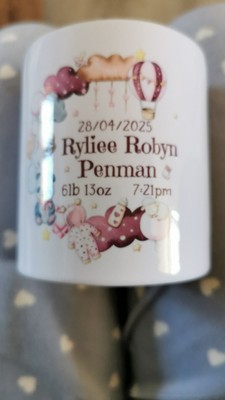 28/04/2025
Ryliee Robyn
Penman
6lb 13oz 7:21pm